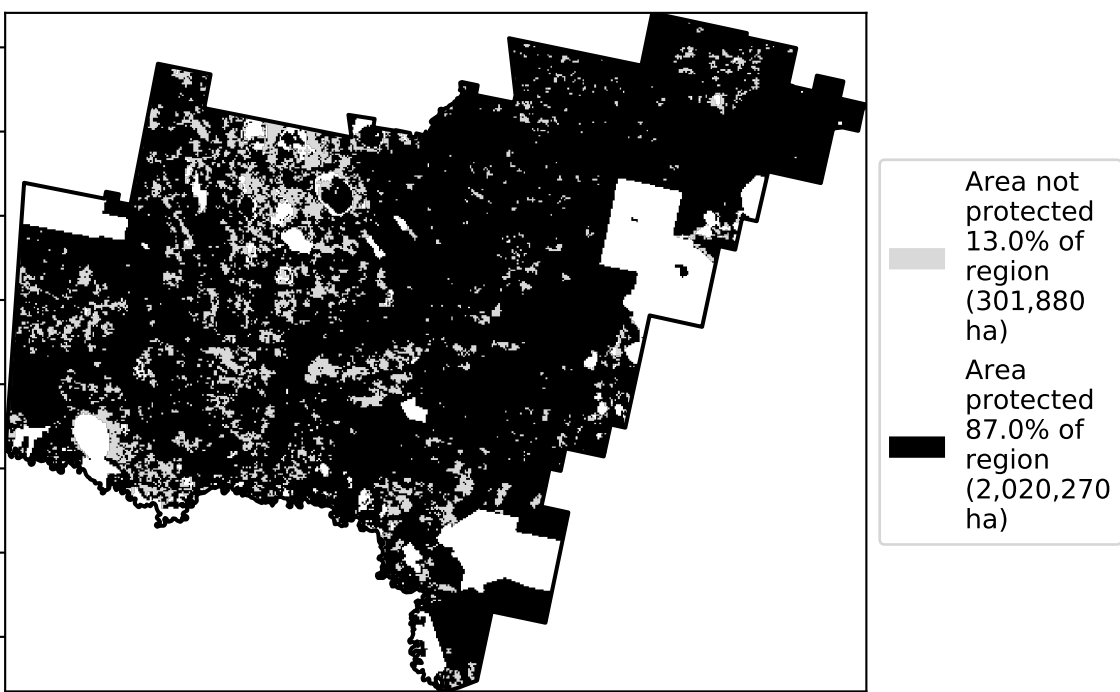 Area not
protected
13.0% of
region
(301,880
ha)
Area
protected
87.0% of
region
(2,020,270
ha)